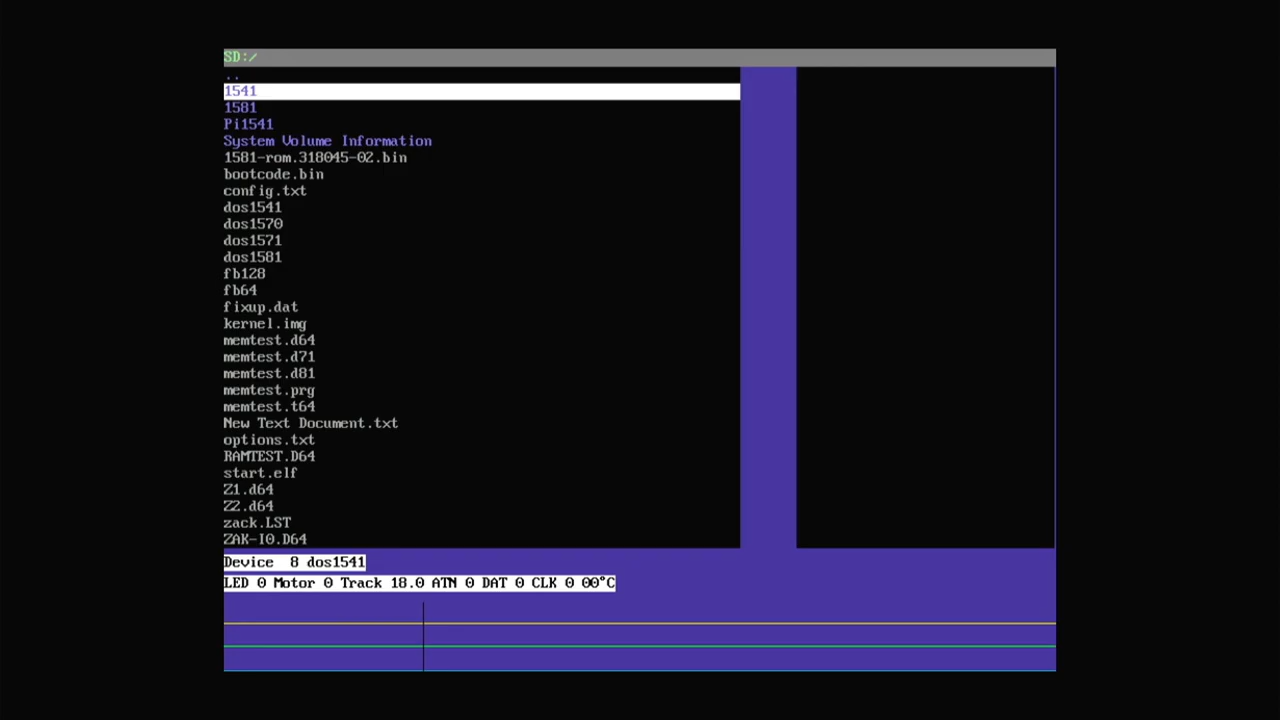 SD:/
..
1541
1581
Pi1541
System Volume Information
1581-rom.318045-02.bin
bootcode.bin
config.txt
dos1541
dos1570
dos1571
dos1581
fb128
fb64
fixup.dat
kernel.img
memtest.d64
memtest.d71
memtest.d81
memtest.prg
memtest.t64
New Text Document.txt
options.txt
RAMTEST.D64
start.elf
Z1.d64
Z2.d64
zack.LST
ZAK-I0.D64
Device  8 dos1541
LED 0 Motor 0 Track 18.0 ATN 0 DAT 0 CLK 0 00°C